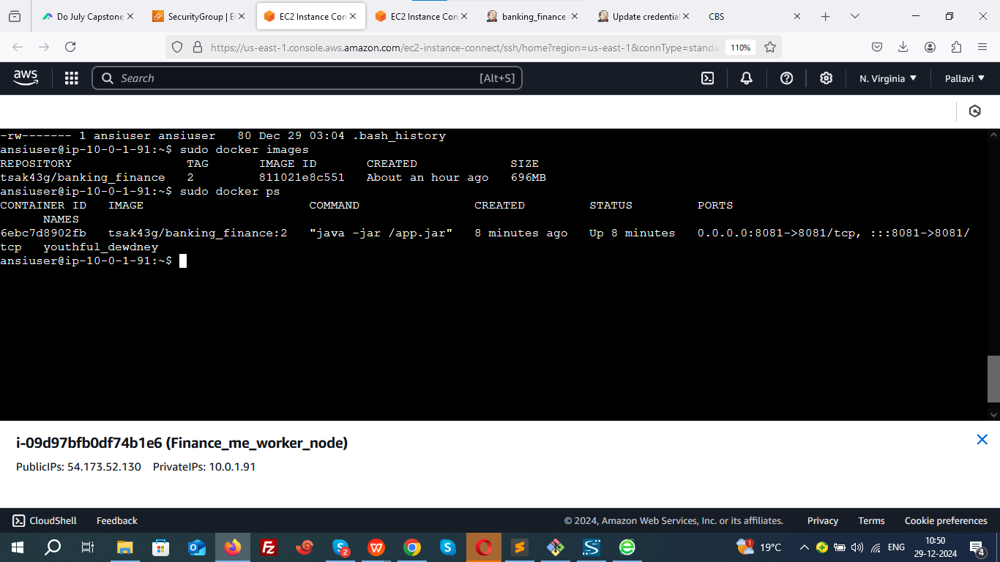 Do July Capstone
SecurityGroup | E
EC2 Instance Con
EC2 Instance Con
banking_finance
Update credential
CBS
https://us-east-1.console.aws.amazon.com/ec2-instance-connect/ssh/home?region=us-east-1&connType=standa
110%
aws
Search
[Alt+S]
N. Virginia
Pallavi
-rw------- 1 ansiuser ansiuser   80 Dec 29 03:04 .bash_history
ansiuser@ip-10-0-1-91:~$ sudo docker images
REPOSITORY                TAG       IMAGE ID       CREATED             SIZE
tsak43g/banking_finance   2         811021e8c551   About an hour ago   696MB
ansiuser@ip-10-0-1-91:~$ sudo docker ps
CONTAINER ID   IMAGE                       COMMAND                CREATED         STATUS         PORTS
      NAMES
6ebc7d8902fb   tsak43g/banking_finance:2   "java -jar /app.jar"   8 minutes ago   Up 8 minutes   0.0.0.0:8081->8081/tcp, :::8081->8081/
tcp   youthful_dewdney
ansiuser@ip-10-0-1-91:~$
i-09d97bfb0df74b1e6 (Finance_me_worker_node)
PublicIPs: 54.173.52.130 PrivateIPs: 10.0.1.91
CloudShell
Feedback
© 2024, Amazon Web Services, Inc. or its affiliates.
Privacy
Terms
Cookie preferences
19°C
ENG
10:50
29-12-2024
4